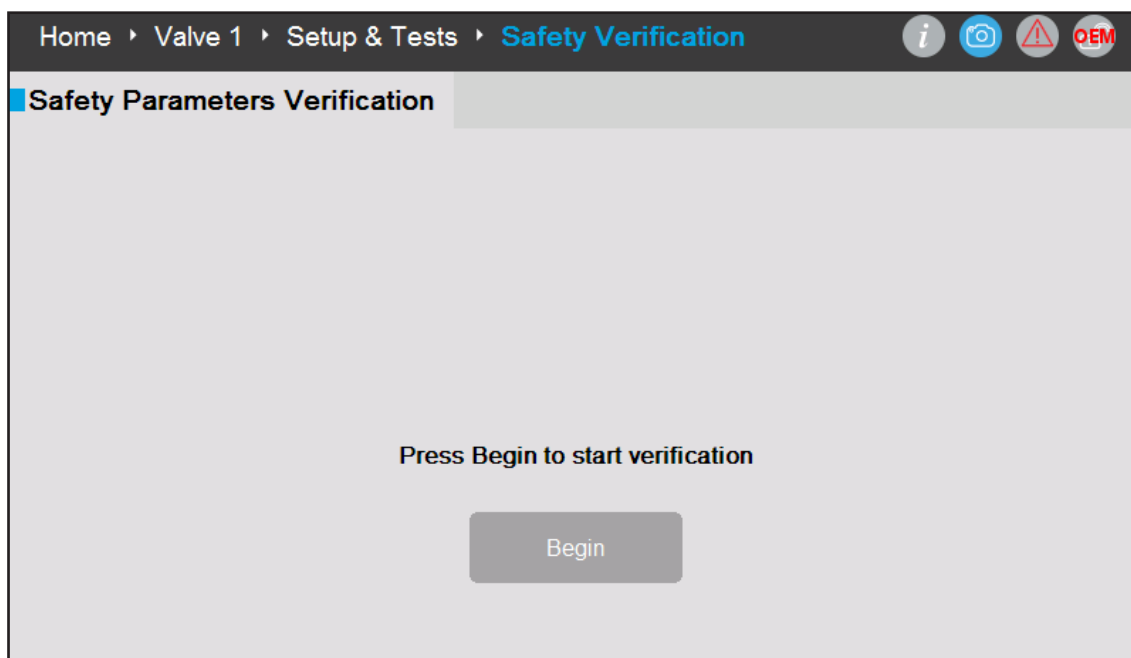 Home ‣ Valve 1 ‣ Setup & Tests ‣ Safety Verification i OEM
Safety Parameters Verification
Press Begin to start verification
Begin